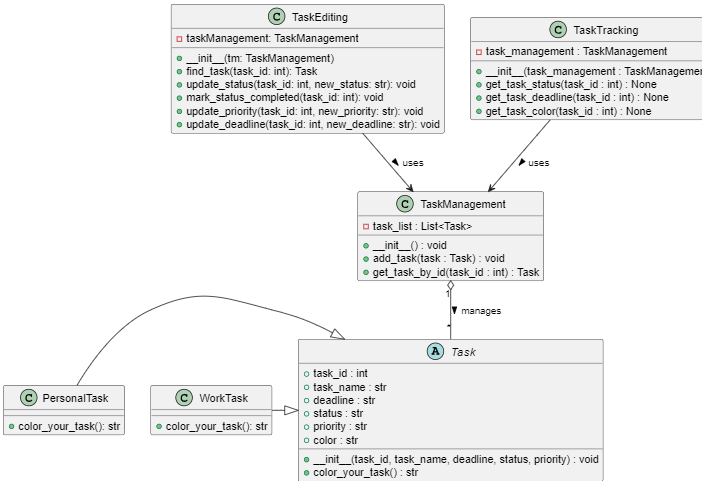 C TaskEditing
taskManagement: TaskManagement
__init__(tm: TaskManagement)
find_task(task_id: int): Task
update_status(task_id: int, new_status: str): void
mark_status_completed(task_id: int): void
update_priority(task_id: int, new_priority: str): void
update_deadline(task_id: int, new_deadline: str): void
C TaskTracking
task_management : TaskManagement
__init__(task_management : TaskManagemer
get_task_status(task_id : int) : None
get_task_deadline(task_id : int) : None
get_task_color(task_id : int) : None
uses
uses
C TaskManagement
task_list : List<Task>
__init__() : void
add_task(task : Task) : void
get_task_by_id(task_id : int) : Task
1
manages
*
A Task
task_id : int
task_name : str
deadline : str
status : str
priority : str
color : str
__init__(task_id, task_name, deadline, status, priority) : void
color_your_task() : str
C PersonalTask
color_your_task(): str
C WorkTask
color_your_task(): str